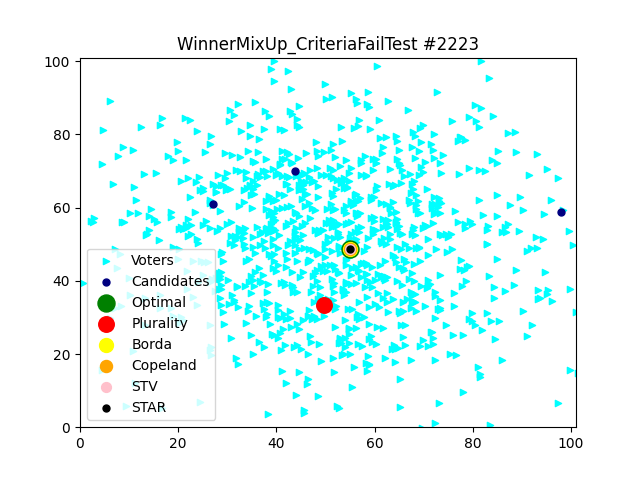 WinnerMixUp_CriteriaFailTest #2223
100
80
60
40
20
0
Voters
Candidates
Optimal
Plurality
Borda
Copeland
STV
STAR
0 20 40 60 80 100